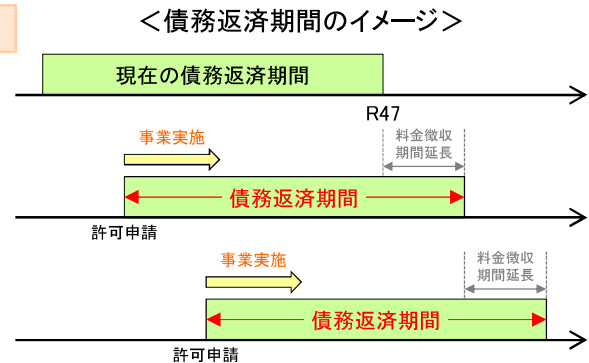 ＜債務返済期間のイメージ＞
現在の債務返済期間
R47
事業実施
料金徴収
期間延長
債務返済期間
許可申請
事業実施
料金徴収
期間延長
債務返済期間
許可申請